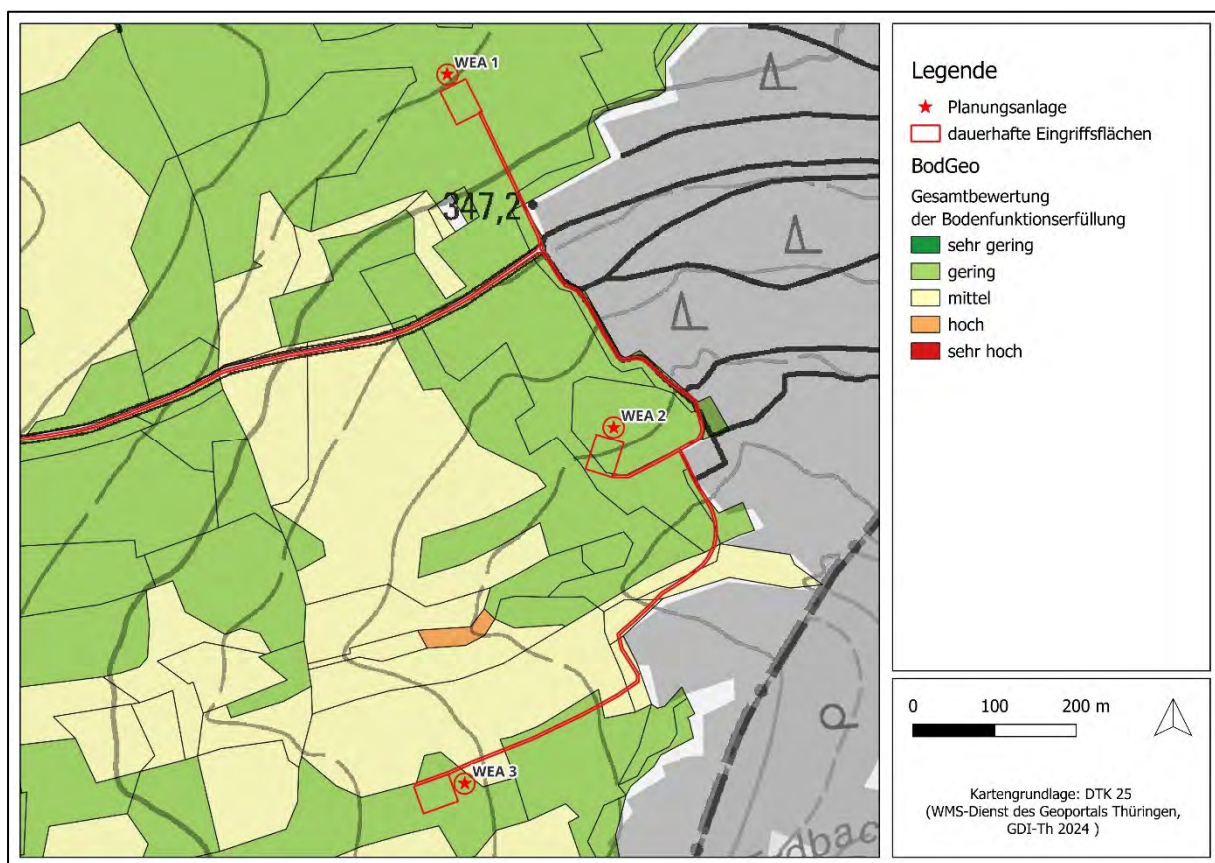 WEA 1
347,2
WEA 2
WEA 3
Legende
Planungsanlage
dauerhafte Eingriffsflächen
BodGeo
Gesamtbewertung
der Bodenfunktionserfüllung
sehr gering
gering
mittel
hoch
sehr hoch
0 100 200 m
Kartengrundlage: DTK 25
(WMS-Dienst des Geoportals Thüringen,
GDI-Th 2024 )